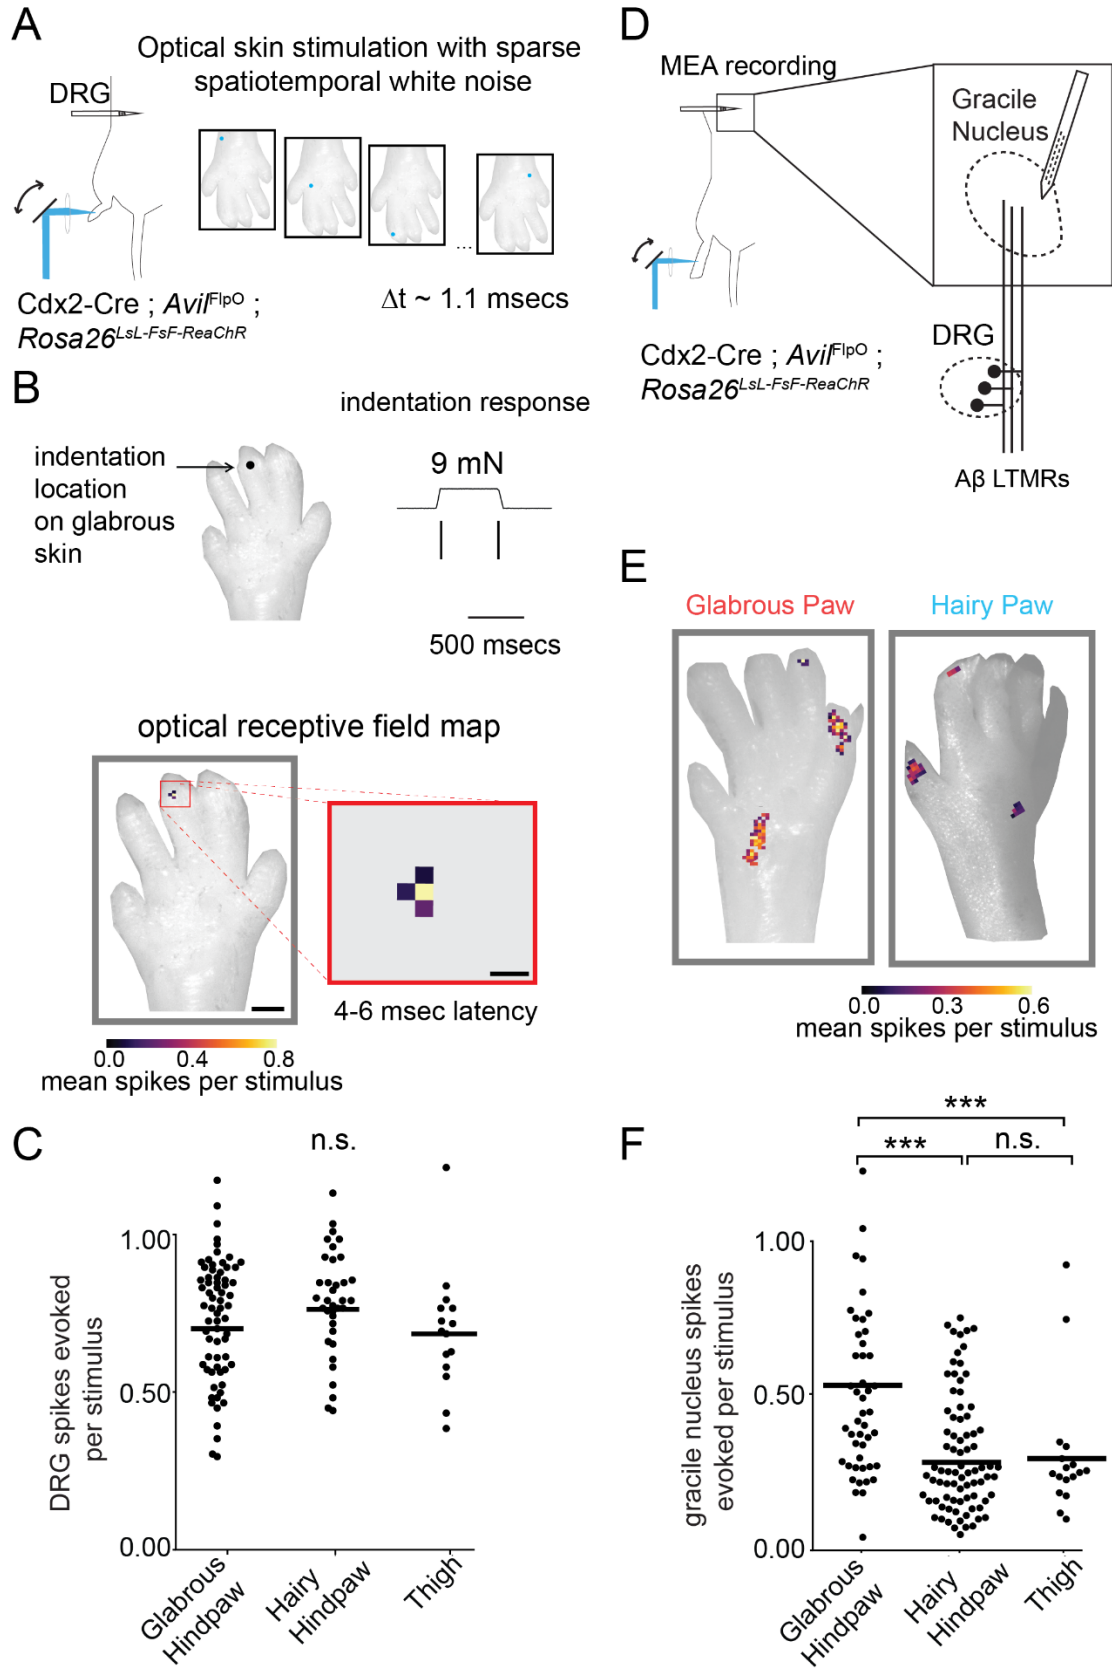 A
Optical skin stimulation with sparse
spatiotemporal white noise
DRG
...
Δt ~ 1.1 msecs
Cdx2-Cre ; Avil^FlpO ;
Rosa26^LsL-FsF-ReaChR
B
indentation response
indentation
location
on glabrous
skin
9 mN
500 msecs
optical receptive field map
4-6 msec latency
0.0 0.4 0.8
mean spikes per stimulus
C
n.s.
DRG spikes evoked
per stimulus
1.00
0.50
0.00
Glabrous
Hindpaw
Hairy
Hindpaw
Thigh
D
MEA recording
Gracile
Nucleus
DRG
Cdx2-Cre ; Avil^FlpO ;
Rosa26^LsL-FsF-ReaChR
Aβ LTMRs
E
Glabrous Paw
Hairy Paw
0.0 0.3 0.6
mean spikes per stimulus
F
***
***
n.s.
gracile nucleus spikes
evoked per stimulus
1.00
0.50
0.00
Glabrous
Hindpaw
Hairy
Hindpaw
Thigh